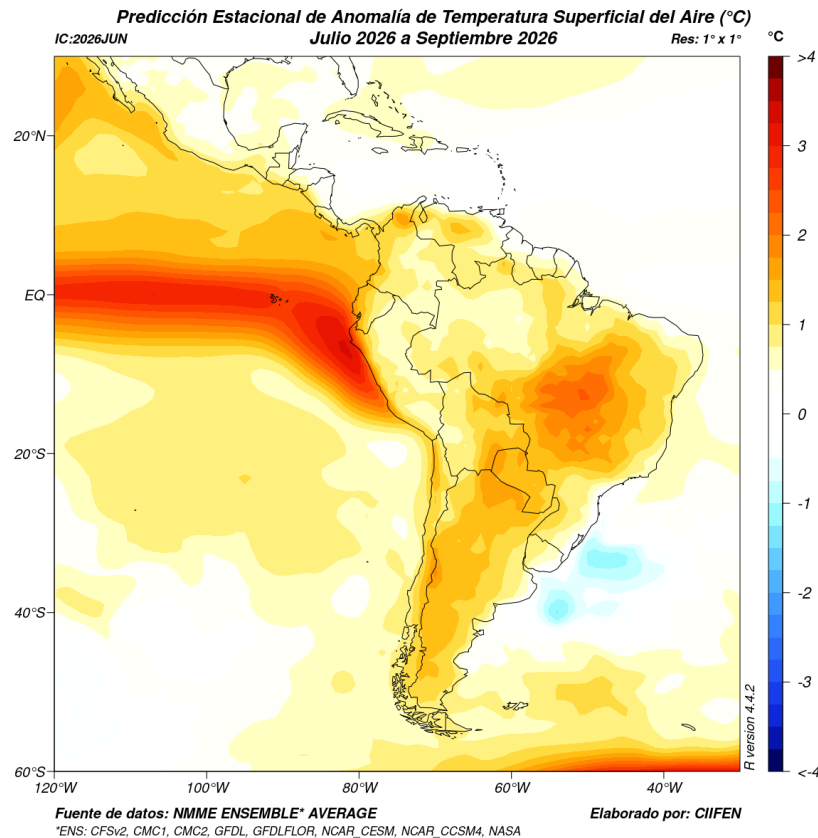 Predicción Estacional de Anomalía de Temperatura Superficial del Aire (°C)
IC:2026JUN Julio 2026 a Septiembre 2026 Res: 1° x 1°
°C
>4
3
2
1
0
-1
-2
-3
<-4
20°N
EQ
20°S
40°S
60°S
120°W 100°W 80°W 60°W 40°W
R version 4.4.2
Fuente de datos: NMME ENSEMBLE* AVERAGE Elaborado por: CIIFEN
*ENS: CFSv2, CMC1, CMC2, GFDL, GFDLFLOR, NCAR_CESM, NCAR_CCSM4, NASA